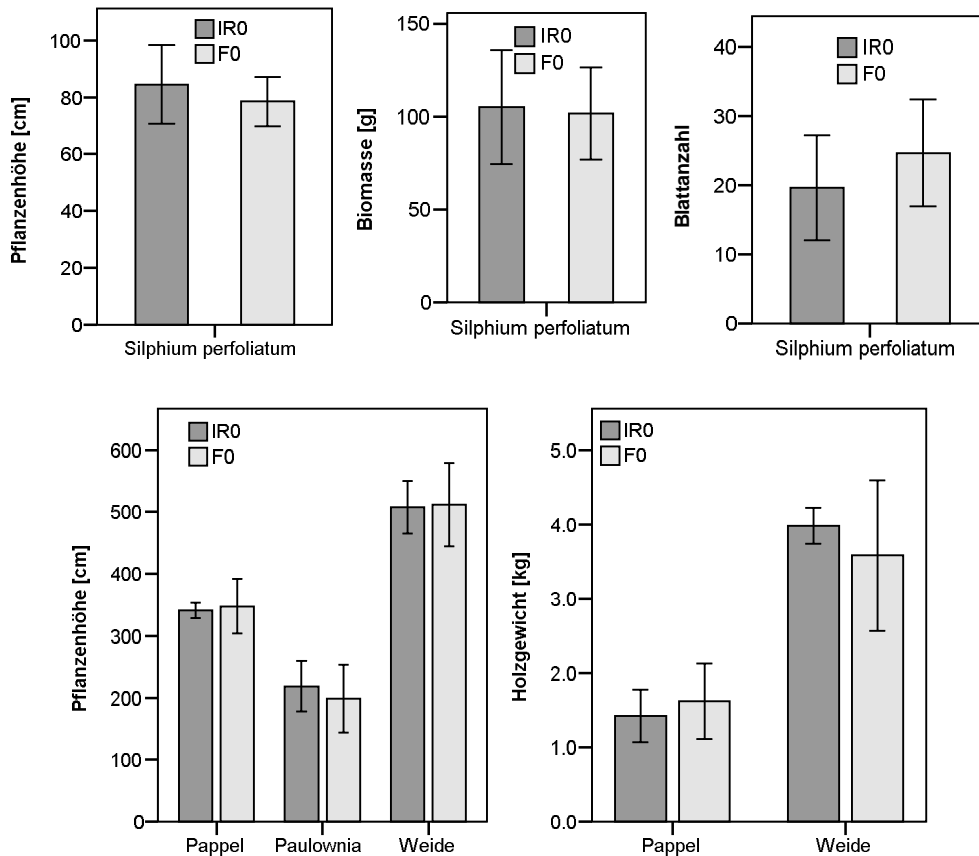 Pflanzenhöhe [cm]
100
80
60
40
20
0
IR0
F0
Silphium perfoliatum
Biomasse [g]
150
100
50
0
IR0
F0
Silphium perfoliatum
Blattanzahl
40
30
20
10
0
IR0
F0
Silphium perfoliatum
Pflanzenhöhe [cm]
600
500
400
300
200
100
0
IR0
F0
Pappel Paulownia Weide
Holzgewicht [kg]
5.0
4.0
3.0
2.0
1.0
0.0
IR0
F0
Pappel Weide